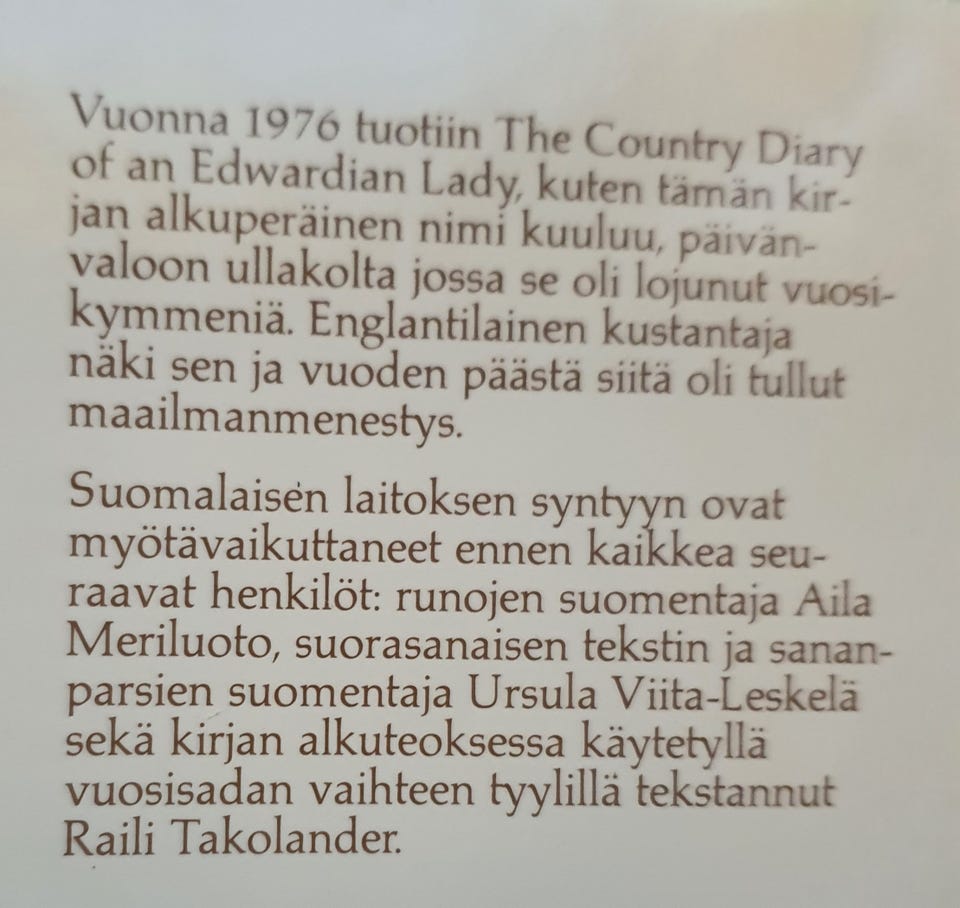 Vuonna 1976 tuotiin The Country Diary
of an Edwardian Lady, kuten tämän kir-
jan alkuperäinen nimi kuuluu, päivän-
valoon ullakolta jossa se oli lojunut vuosi-
kymmeniä. Englantilainen kustantaja
näki sen ja vuoden päästä siitä oli tullut
maailmanmenestys.
Suomalaisen laitoksen syntyyn ovat
myötävaikuttaneet ennen kaikkea seu-
raavat henkilöt: runojen suomentaja Aila
Meriluoto, suorasanaisen tekstin ja sanan-
parsien suomentaja Ursula Viita-Leskelä
sekä kirjan alkuteoksessa käytetyllä
vuosisadan vaihteen tyylillä tekstannut
Raili Takolander.